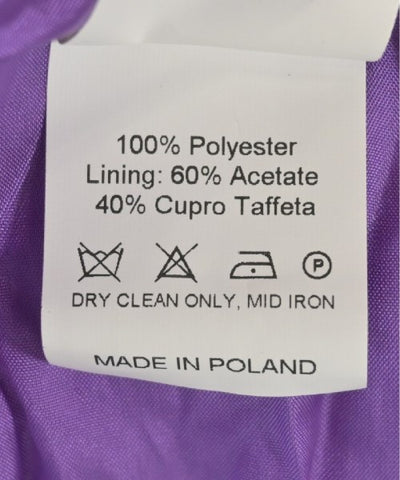 100% Polyester
Lining: 60% Acetate
40% Cupro Taffeta
P
DRY CLEAN ONLY, MID IRON
MADE IN POLAND